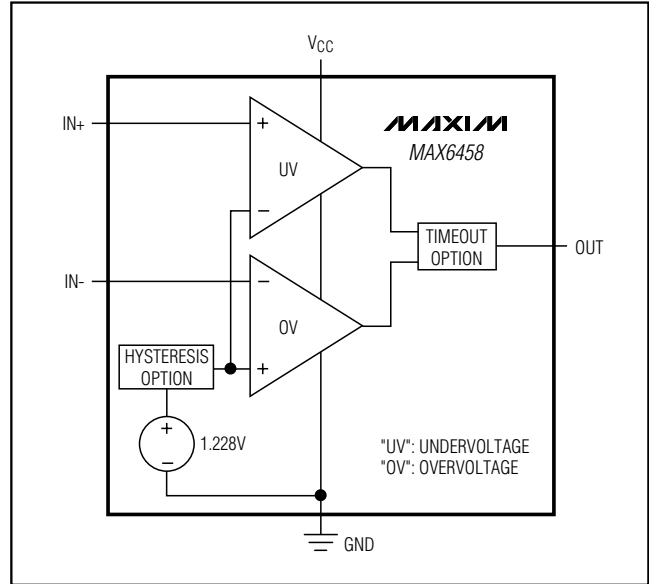 VCC
IN+
+
MAXIM
MAX6458
UV
−
TIMEOUT
OPTION
OUT
IN-
−
OV
HYSTERESIS
OPTION
+
+
1.228V
−
"UV": UNDERVOLTAGE
"OV": OVERVOLTAGE
GND